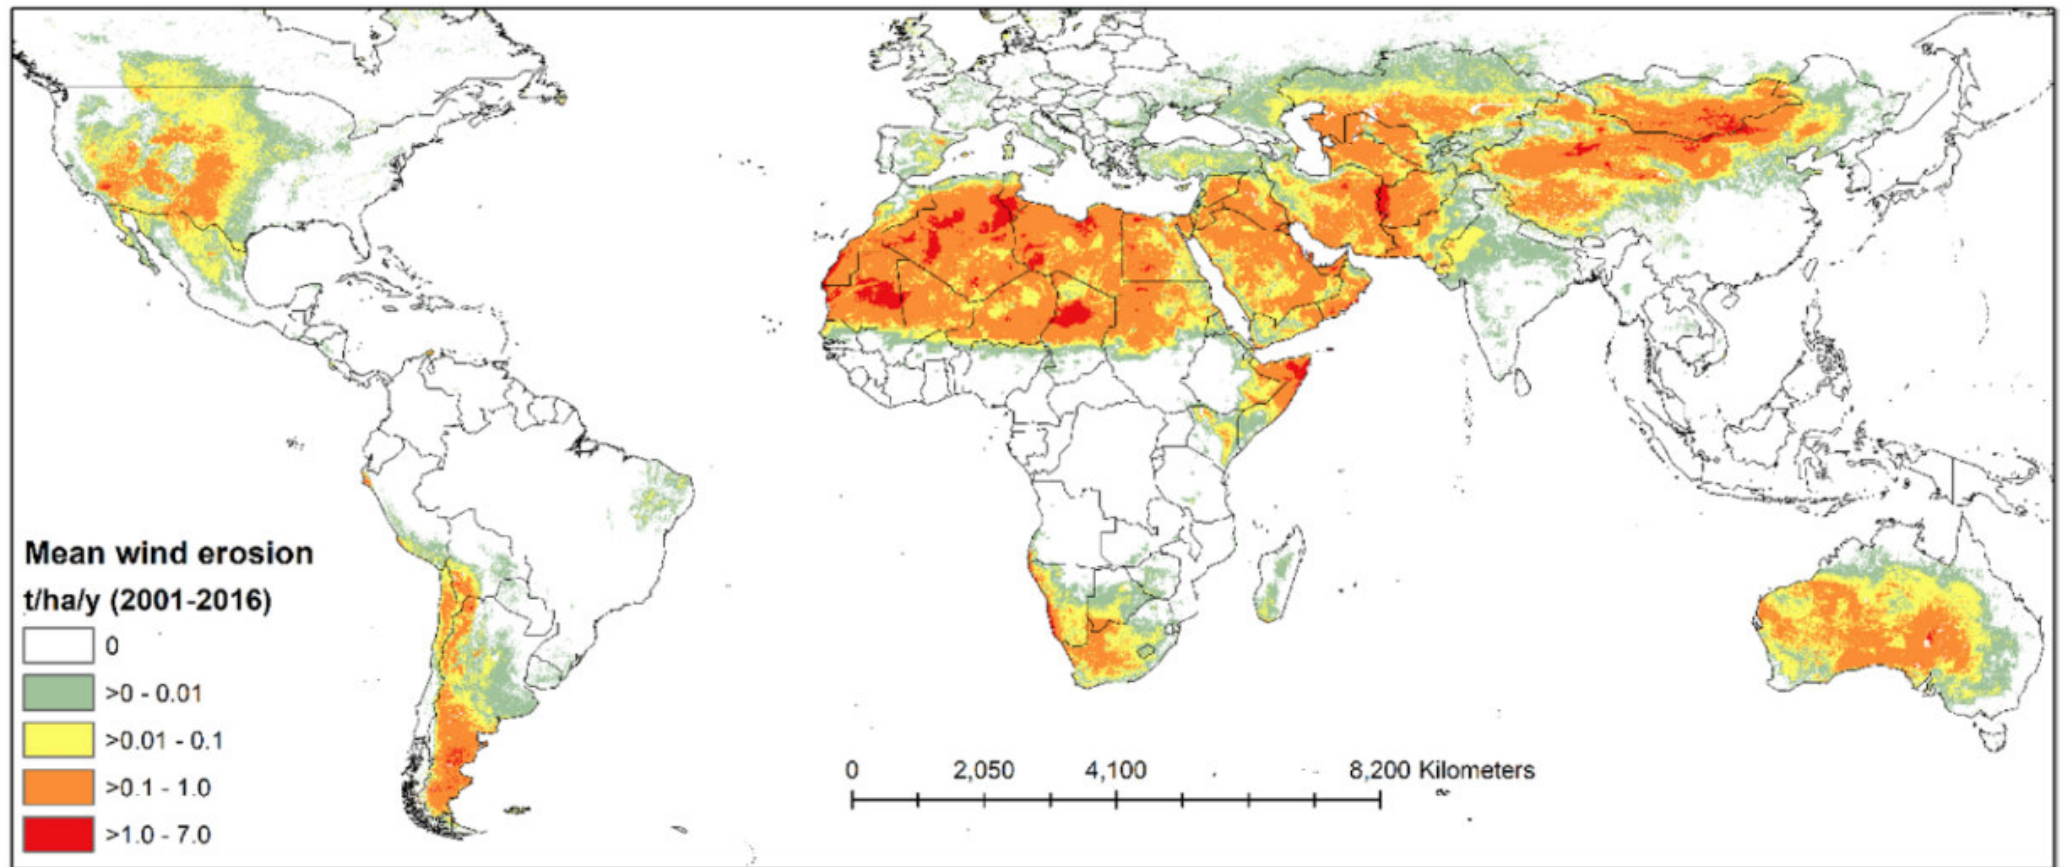 Mean wind erosion
t/ha/y (2001-2016)
0
>0 - 0.01
>0.01 - 0.1
>0.1 - 1.0
>1.0 - 7.0
0 2,050 4,100 8,200 Kilometers